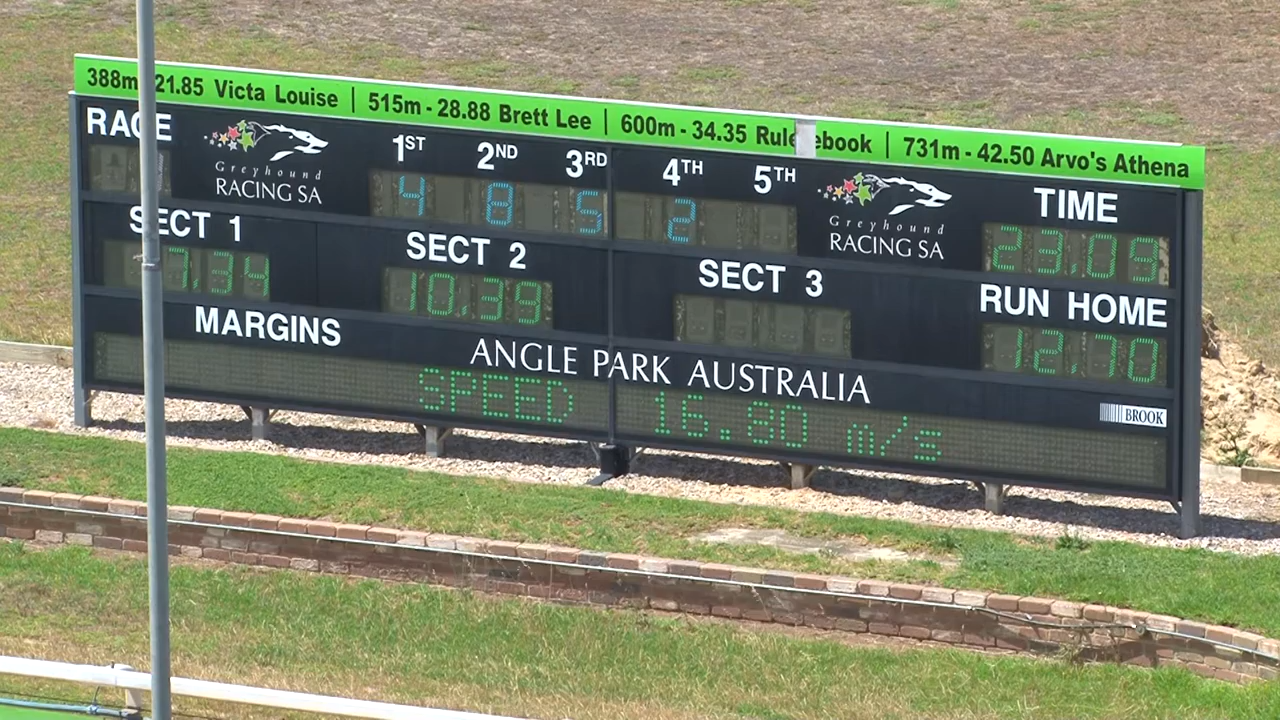 388m 21.85 Victa Louise | 515m - 28.88 Brett Lee | 600m - 34.35 Rulebook | 731m - 42.50 Arvo's Athena
RACE
Greyhound
RACING SA
1ST 2ND 3RD 4TH 5TH
4 8 5 2
Greyhound
RACING SA
TIME
23.09
SECT 1
7.34
SECT 2
10.39
SECT 3
RUN HOME
12.70
MARGINS
ANGLE PARK AUSTRALIA
BROOK
SPEED 16.80 m/s